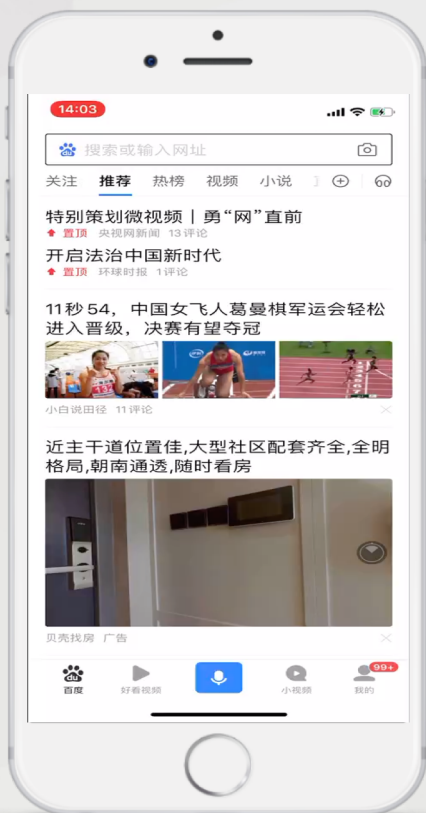 14:03
搜索或输入网址
关注 推荐 热榜 视频 小说
特别策划微视频｜勇“网”直前
置顶 央视网新闻 13评论
开启法治中国新时代
置顶 环球时报 1评论
11秒54，中国女飞人葛曼棋军运会轻松
进入晋级，决赛有望夺冠
小白说田径 11评论
近主干道位置佳,大型社区配套齐全,全明
格局,朝南通透,随时看房
贝壳找房 广告
99+
百度 好看视频 小视频 我的